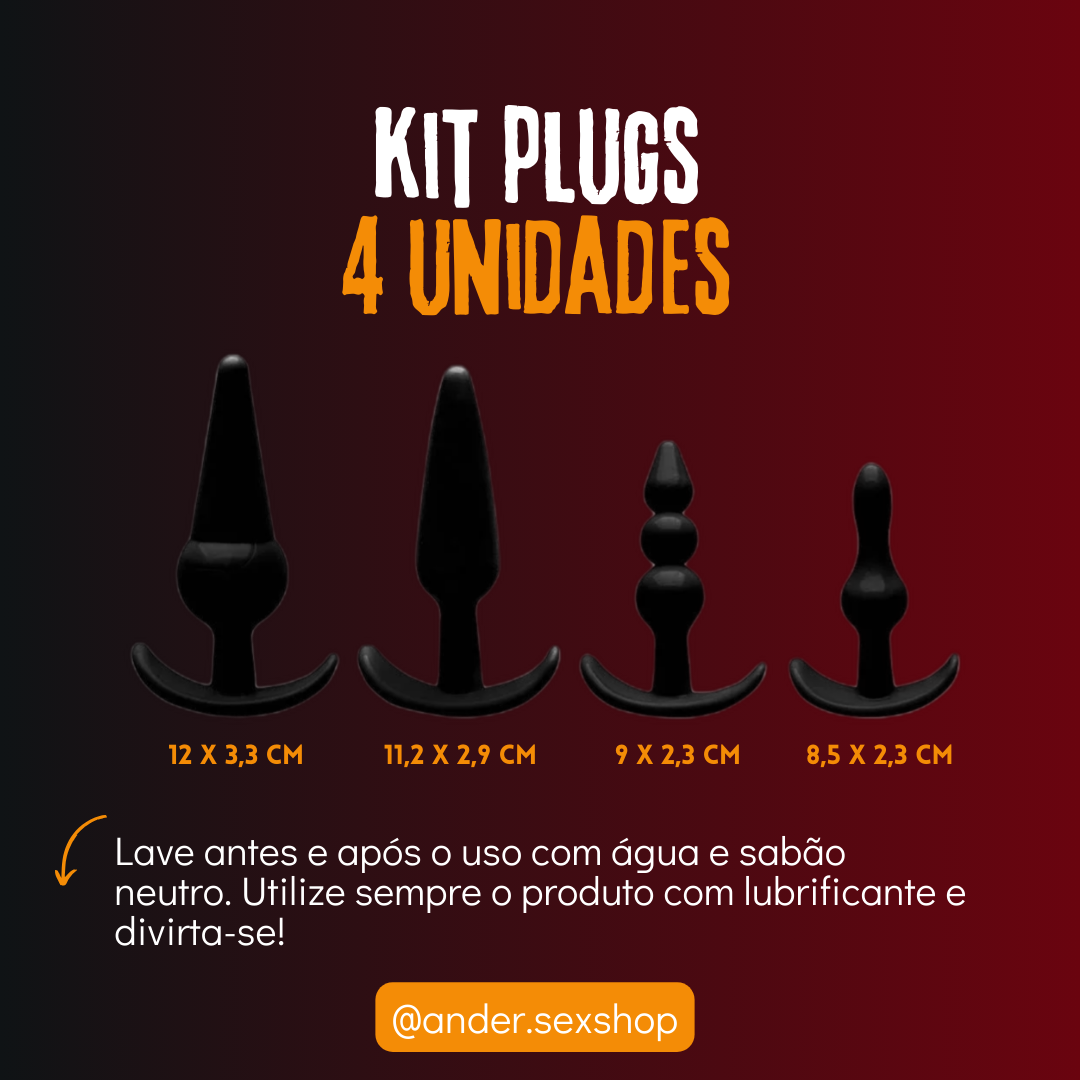 KIT PLUGS
4 UNIDADES
12 X 3,3 CM
11,2 X 2,9 CM
9 X 2,3 CM
8,5 X 2,3 CM
Lave antes e após o uso com água e sabão
neutro. Utilize sempre o produto com lubrificante e
divirta-se!
@ander.sexshop